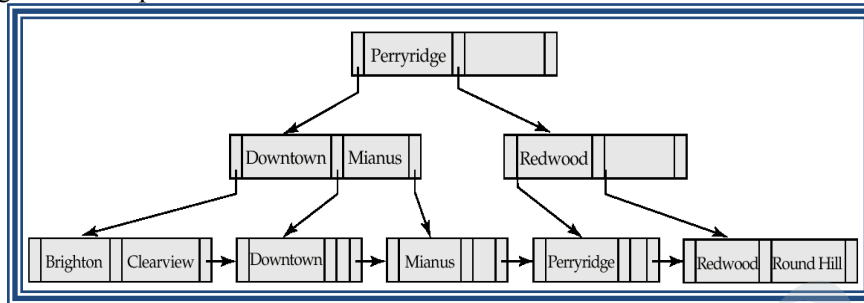 Perryridge
Downtown Mianus
Redwood
Brighton Clearview Downtown Mianus Perryridge Redwood Round Hill